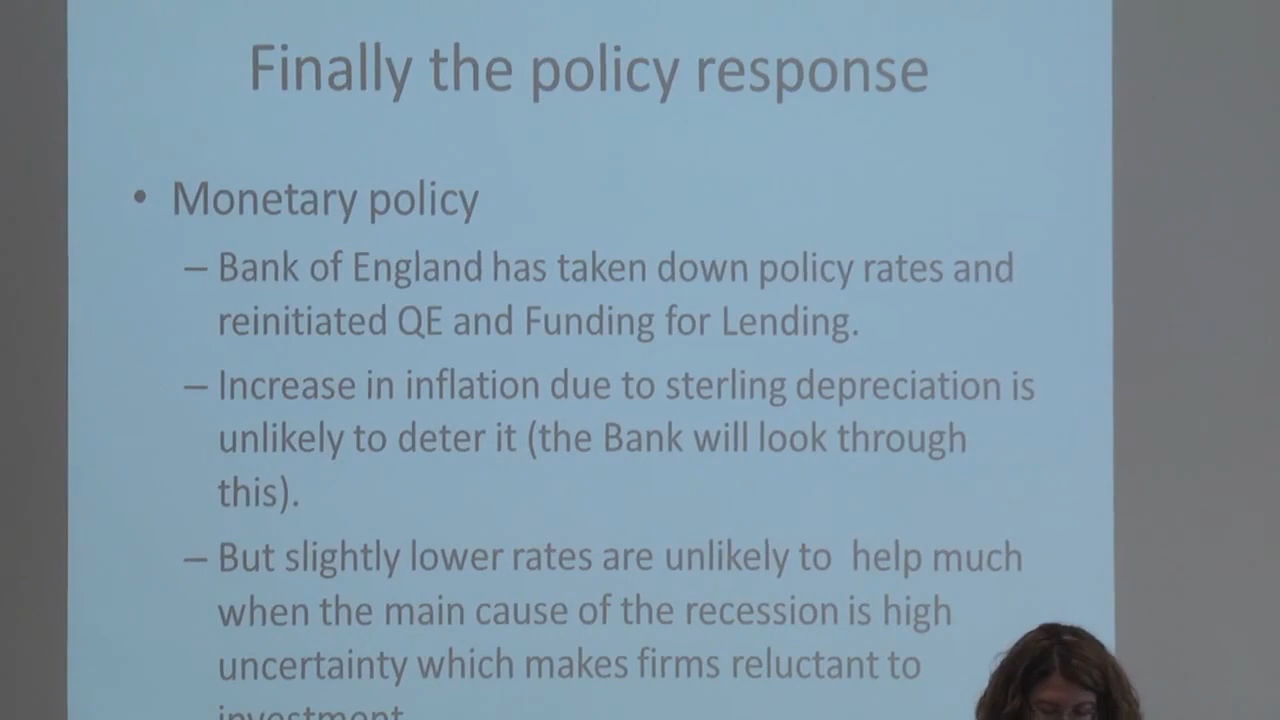 Finally the policy response
• Monetary policy
– Bank of England has taken down policy rates and
reinitiated QE and Funding for Lending.
– Increase in inflation due to sterling depreciation is
unlikely to deter it (the Bank will look through
this).
– But slightly lower rates are unlikely to  help much
when the main cause of the recession is high
uncertainty which makes firms reluctant to
investment